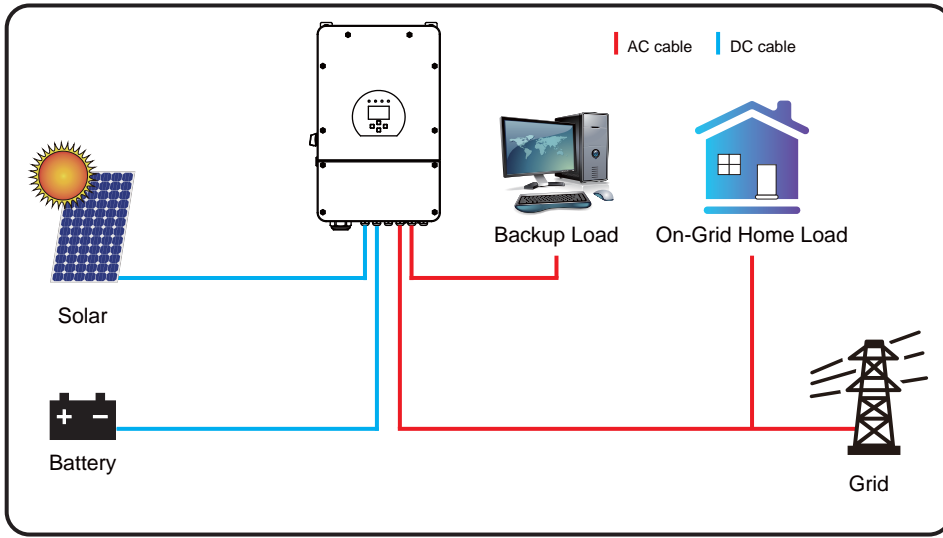 AC cable
DC cable
Backup Load
On-Grid Home Load
Solar
+ −
Battery
Grid